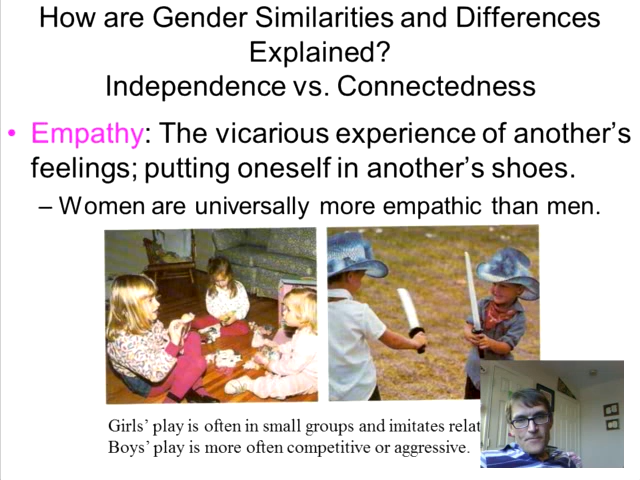 How are Gender Similarities and Differences
Explained?
Independence vs. Connectedness
• Empathy: The vicarious experience of another's
feelings; putting oneself in another's shoes.
– Women are universally more empathic than men.
Girls' play is often in small groups and imitates
Boys' play is more often competitive or aggressive.